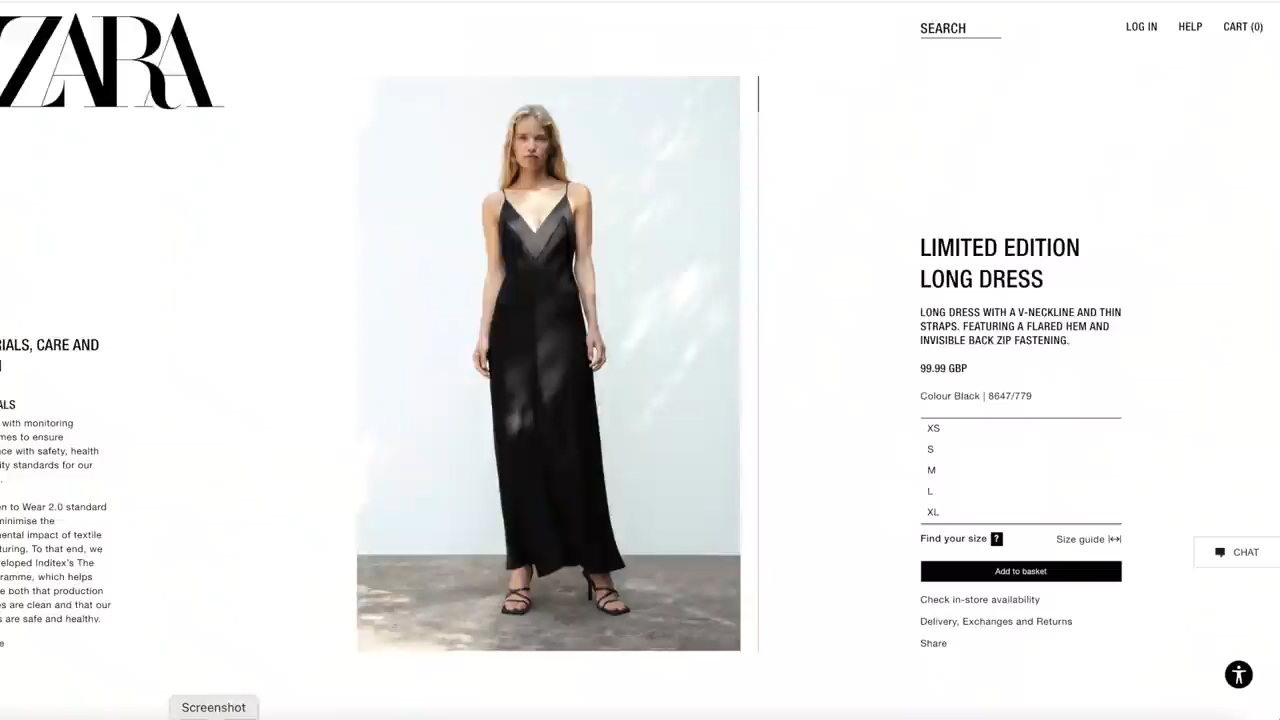 ZARA
SEARCH
LOG IN
HELP
CART (0)
LIMITED EDITION
LONG DRESS
LONG DRESS WITH A V-NECKLINE AND THIN
STRAPS. FEATURING A FLARED HEM AND
INVISIBLE BACK ZIP FASTENING.
99.99 GBP
Colour Black | 8647/779
XS
S
M
L
XL
Find your size ?
Size guide
Add to basket
Check in-store availability
Delivery, Exchanges and Returns
Share
CHAT
RIALS, CARE AND
ALS
with monitoring
mes to ensure
ce with safety, health
ity standards for our
.
n to Wear 2.0 standard
minimise the
ental impact of textile
turing. To that end, we
eloped Inditex's The
ramme, which helps
e both that production
es are clean and that our
s are safe and healthy.
e
Screenshot